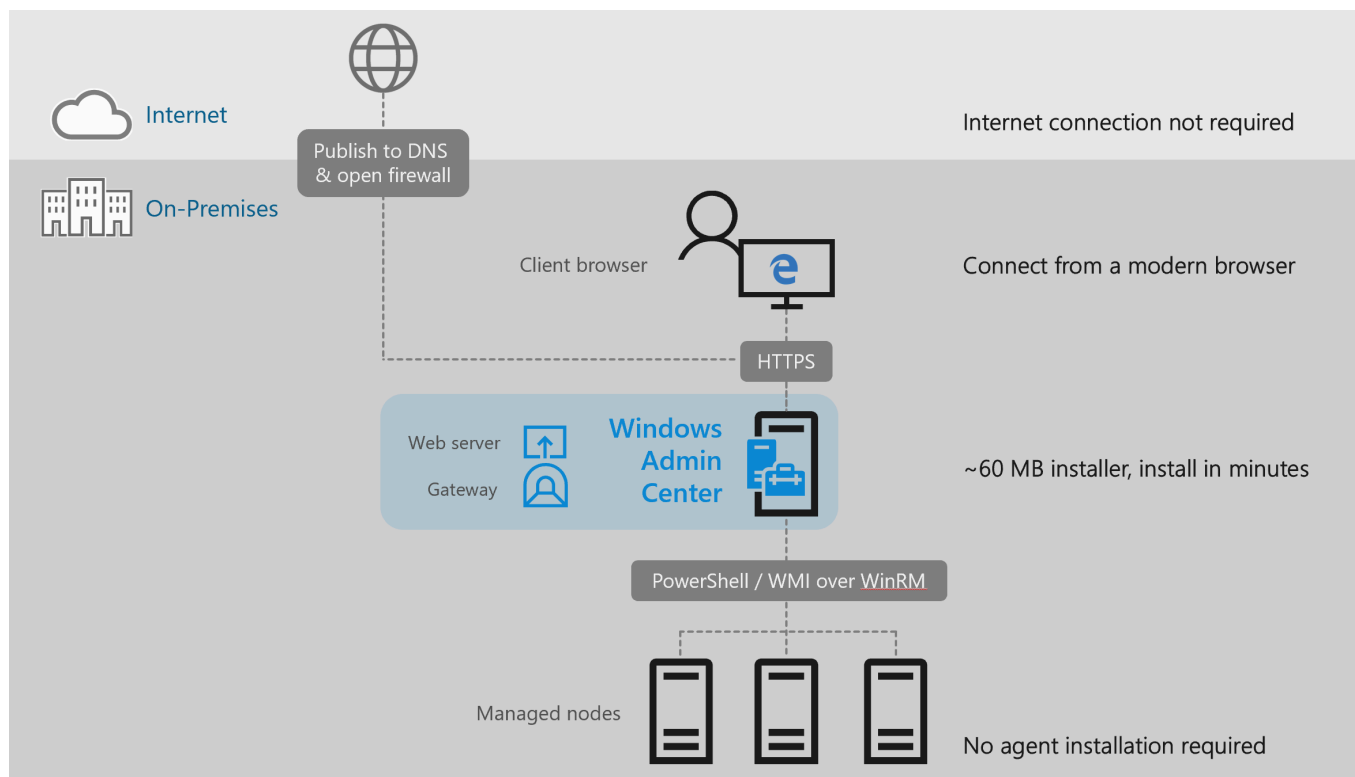 Internet
Internet connection not required
Publish to DNS
& open firewall
On-Premises
Client browser
Connect from a modern browser
HTTPS
Web server
Gateway
Windows
Admin
Center
~60 MB installer, install in minutes
PowerShell / WMI over WinRM
Managed nodes
No agent installation required